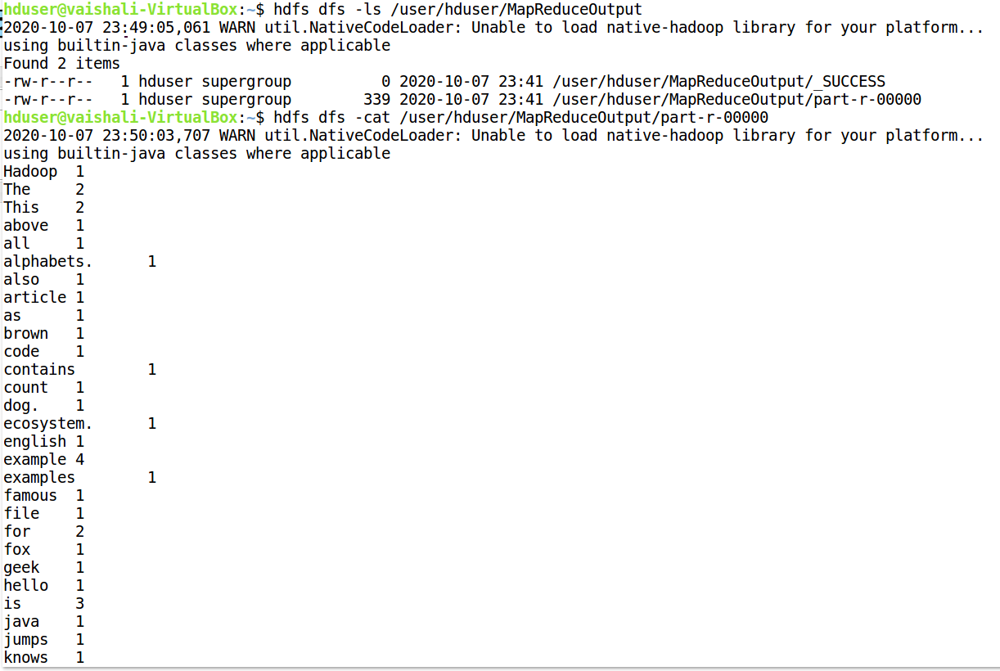 hduser@vaishali-VirtualBox:~$ hdfs dfs -ls /user/hduser/MapReduceOutput
2020-10-07 23:49:05,061 WARN util.NativeCodeLoader: Unable to load native-hadoop library for your platform...
using builtin-java classes where applicable
Found 2 items
-rw-r--r--   1 hduser supergroup          0 2020-10-07 23:41 /user/hduser/MapReduceOutput/_SUCCESS
-rw-r--r--   1 hduser supergroup        339 2020-10-07 23:41 /user/hduser/MapReduceOutput/part-r-00000
hduser@vaishali-VirtualBox:~$ hdfs dfs -cat /user/hduser/MapReduceOutput/part-r-00000
2020-10-07 23:50:03,707 WARN util.NativeCodeLoader: Unable to load native-hadoop library for your platform...
using builtin-java classes where applicable
Hadoop  1
The     2
This    2
above   1
all     1
alphabets.      1
also    1
article 1
as      1
brown   1
code    1
contains        1
count   1
dog.    1
ecosystem.      1
english 1
example 4
examples        1
famous  1
file    1
for     2
fox     1
geek    1
hello   1
is      3
java    1
jumps   1
knows   1